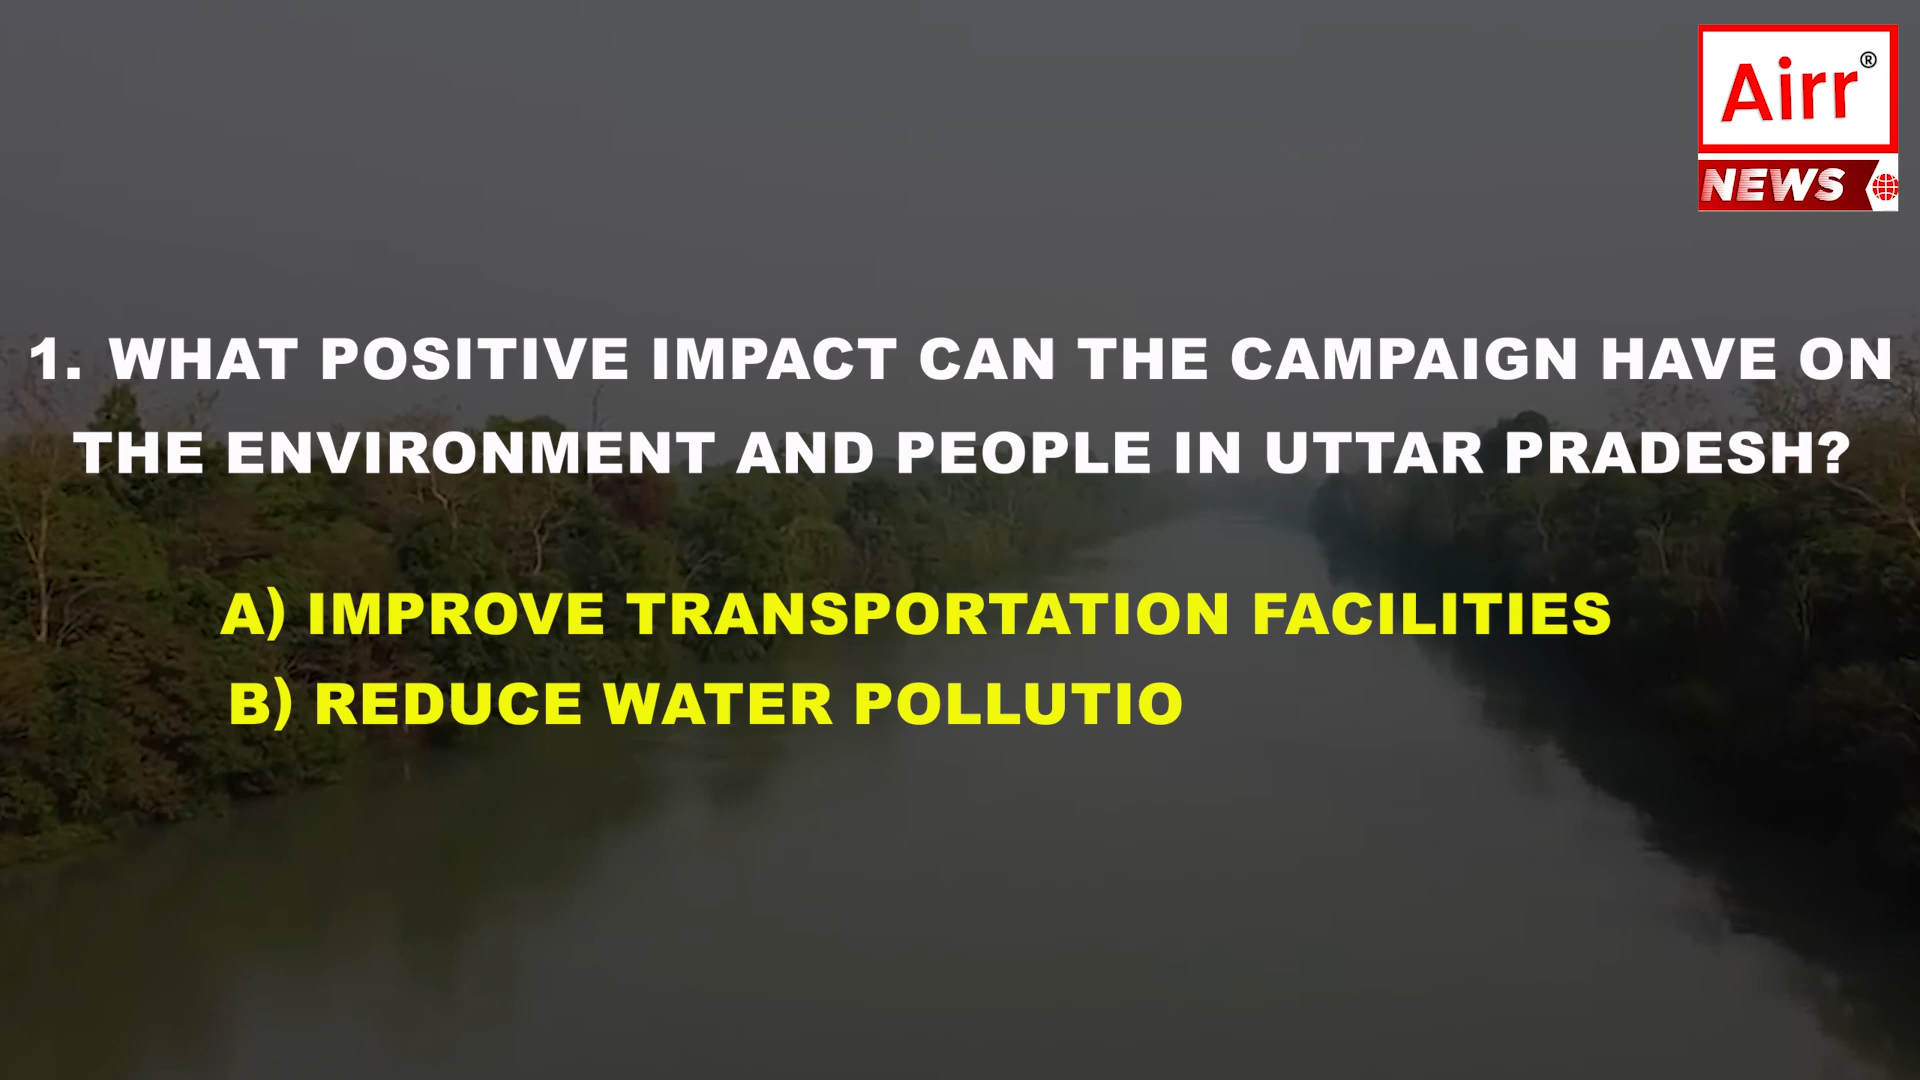 Airr®
NEWS
1. WHAT POSITIVE IMPACT CAN THE CAMPAIGN HAVE ON
THE ENVIRONMENT AND PEOPLE IN UTTAR PRADESH?
A) IMPROVE TRANSPORTATION FACILITIES
B) REDUCE WATER POLLUTIO